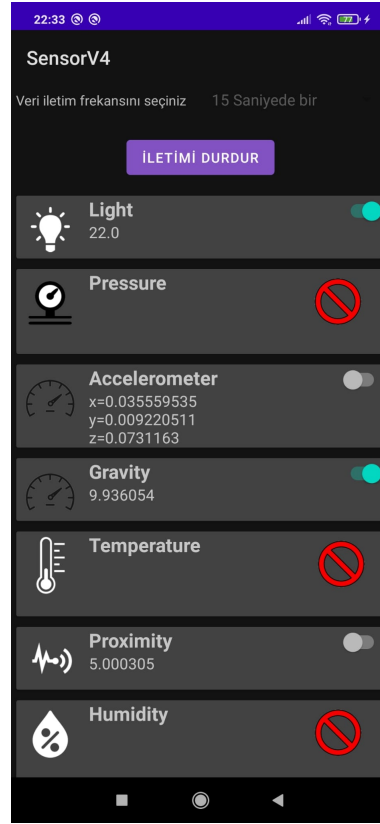 22:33
77
SensorV4
Veri iletim frekansını seçiniz 15 Saniyede bir
İLETİMİ DURDUR
Light
22.0
Pressure
Accelerometer
x=0.035559535
y=0.009220511
z=0.0731163
Gravity
9.936054
Temperature
Proximity
5.000305
Humidity